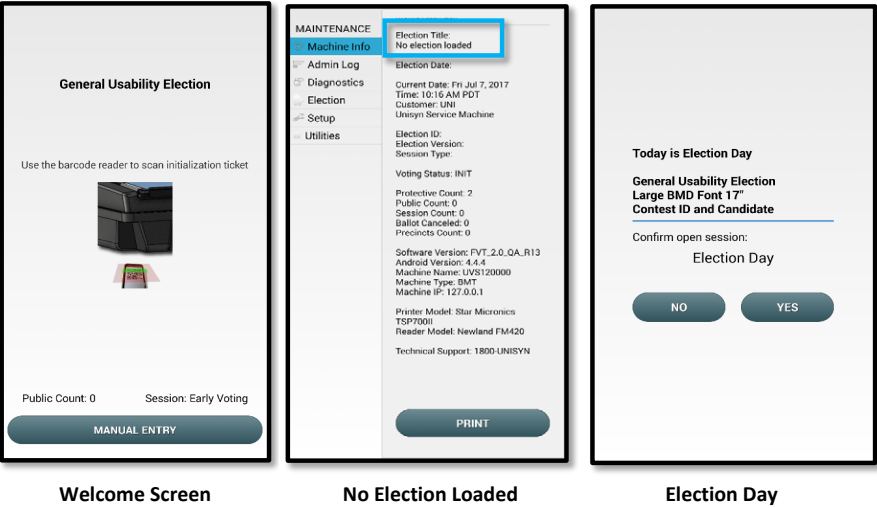 General Usability Election
Use the barcode reader to scan initialization ticket
Public Count: 0 Session: Early Voting
MANUAL ENTRY
Welcome Screen
MAINTENANCE
Machine Info
Admin Log
Diagnostics
Election
Setup
Utilities
Election Title:
No election loaded
Election Date:
Current Date: Fri Jul 7, 2017
Time: 10:16 AM PDT
Customer: UNI
Unisyn Service Machine
Election ID:
Election Version:
Session Type:
Voting Status: INIT
Protective Count: 2
Public Count: 0
Session Count: 0
Ballot Canceled: 0
Precincts Count: 0
Software Version: FVT_2.0_QA_R13
Android Version: 4.4.4
Machine Name: UVS120000
Machine Type: BMT
Machine IP: 127.0.0.1
Printer Model: Star Micronics
TSP700II
Reader Model: Newland FM420
Technical Support: 1800-UNISYN
PRINT
No Election Loaded
Today is Election Day
General Usability Election
Large BMD Font 17"
Contest ID and Candidate
Confirm open session:
Election Day
NO YES
Election Day